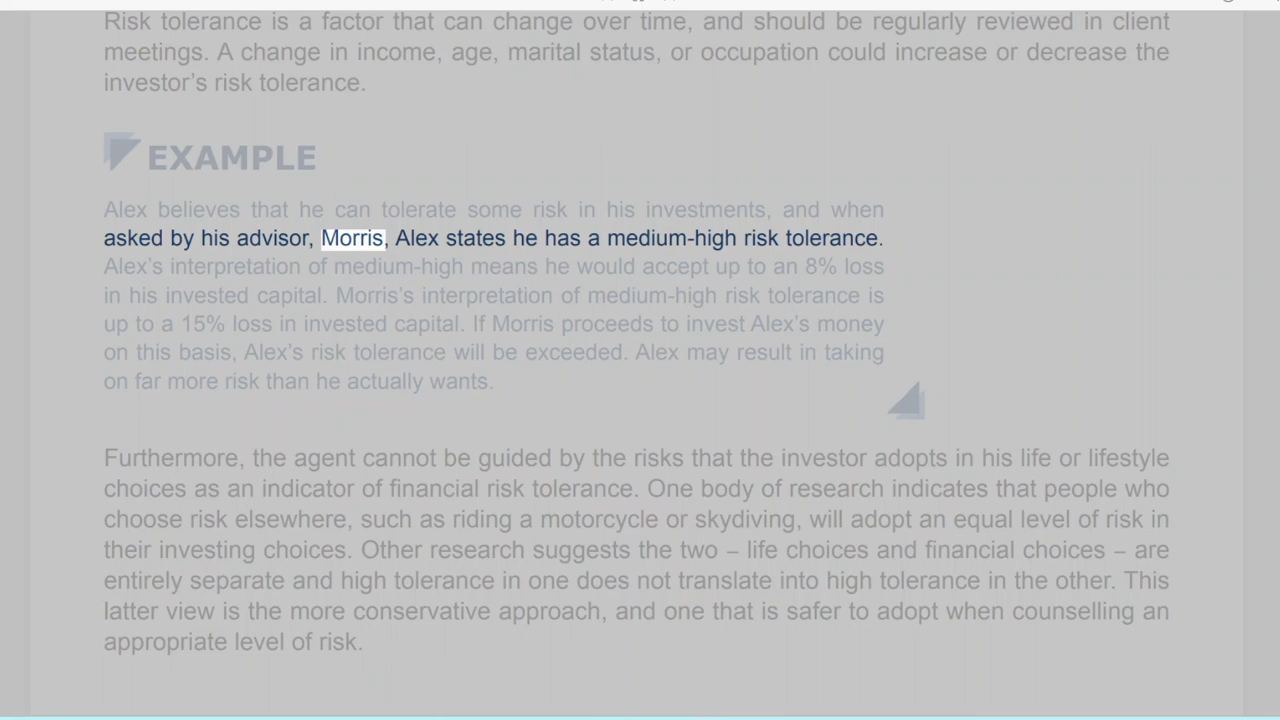 Risk tolerance is a factor that can change over time, and should be regularly reviewed in client
meetings. A change in income, age, marital status, or occupation could increase or decrease the
investor’s risk tolerance.
EXAMPLE
Alex believes that he can tolerate some risk in his investments, and when
asked by his advisor, Morris, Alex states he has a medium-high risk tolerance.
Alex’s interpretation of medium-high means he would accept up to an 8% loss
in his invested capital. Morris’s interpretation of medium-high risk tolerance is
up to a 15% loss in invested capital. If Morris proceeds to invest Alex’s money
on this basis, Alex’s risk tolerance will be exceeded. Alex may result in taking
on far more risk than he actually wants.
Furthermore, the agent cannot be guided by the risks that the investor adopts in his life or lifestyle
choices as an indicator of financial risk tolerance. One body of research indicates that people who
choose risk elsewhere, such as riding a motorcycle or skydiving, will adopt an equal level of risk in
their investing choices. Other research suggests the two – life choices and financial choices – are
entirely separate and high tolerance in one does not translate into high tolerance in the other. This
latter view is the more conservative approach, and one that is safer to adopt when counselling an
appropriate level of risk.